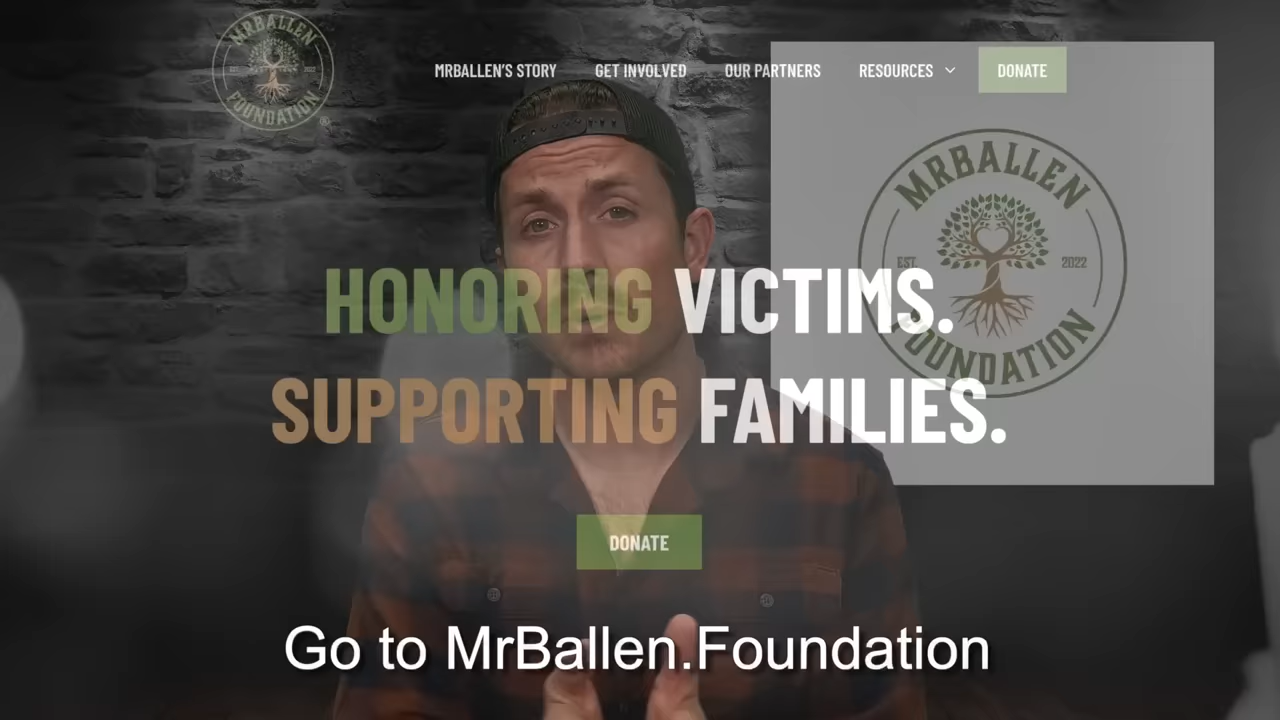 MRBALLEN
EST. 2022
FOUNDATION
®
MRBALLEN'S STORY
GET INVOLVED
OUR PARTNERS
RESOURCES
DONATE
MRBALLEN
EST. 2022
FOUNDATION
HONORING VICTIMS.
SUPPORTING FAMILIES.
DONATE
Go to MrBallen.Foundation